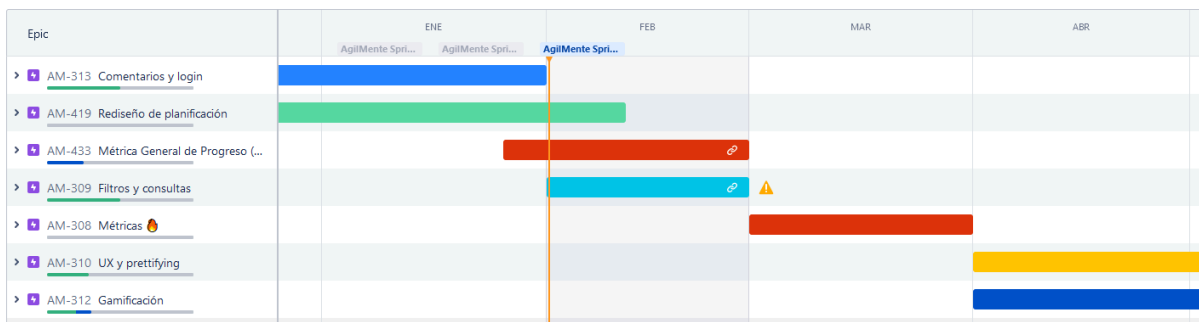 Epic
ENE
FEB
MAR
ABR
AgilMente Spri...
AgilMente Spri...
AgilMente Spri...
AM-313 Comentarios y login
AM-419 Rediseño de planificación
AM-433 Métrica General de Progreso (...
AM-309 Filtros y consultas
AM-308 Métricas
AM-310 UX y prettifying
AM-312 Gamificación